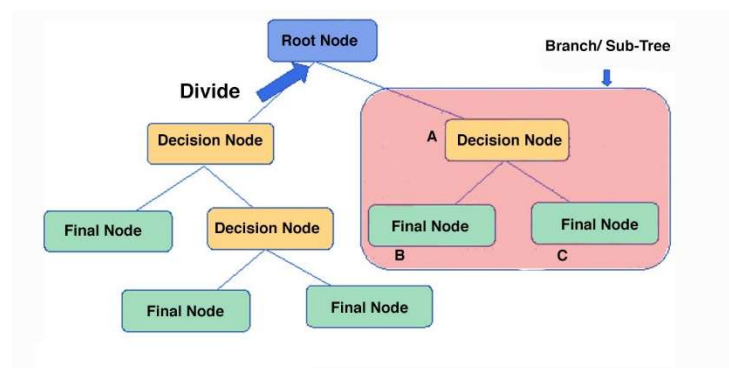 Root Node
Branch/ Sub-Tree
Divide
Decision Node
A
Decision Node
Final Node
Decision Node
Final Node
Final Node
B
C
Final Node
Final Node